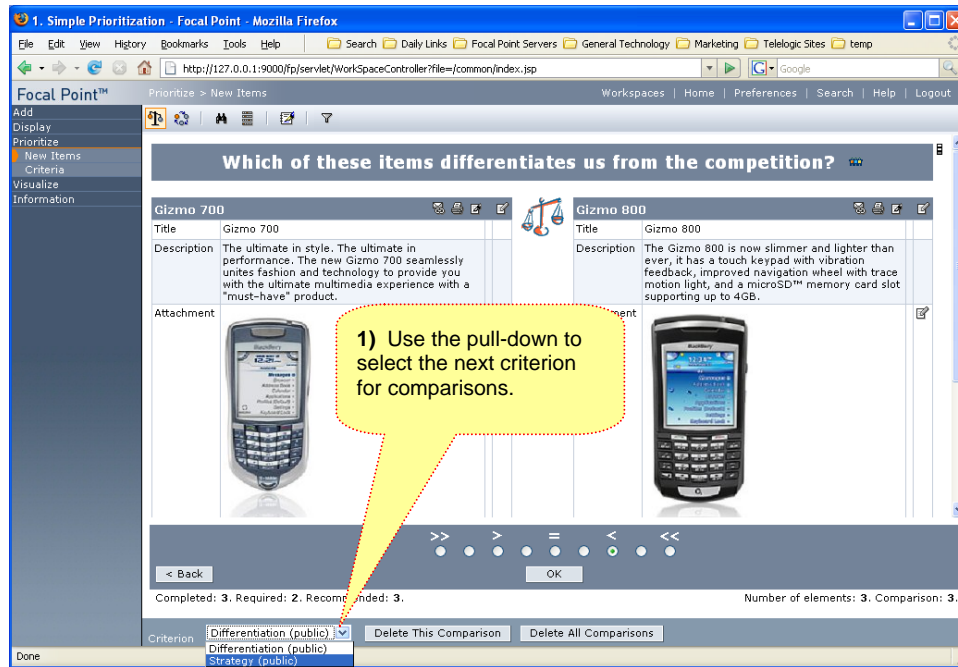 1. Simple Prioritization - Focal Point - Mozilla Firefox
File Edit View History Bookmarks Tools Help Search Daily Links Focal Point Servers General Technology Marketing Telelogic Sites temp
http://127.0.0.1:9000/fp/servlet/WorkSpaceController?file=/common/index.jsp G Google
Focal Point™ Prioritize > New Items Workspaces | Home | Preferences | Search | Help | Logout
Add
Display
Prioritize
New Items
Criteria
Visualize
Information
Which of these items differentiates us from the competition?
Gizmo 700
Title Gizmo 700
Description The ultimate in style. The ultimate in
performance. The new Gizmo 700 seamlessly
unites fashion and technology to provide you
with the ultimate multimedia experience with a
"must-have" product.
Attachment
Gizmo 800
Title Gizmo 800
Description The Gizmo 800 is now slimmer and lighter than
ever, it has a touch keypad with vibration
feedback, improved navigation wheel with trace
motion light, and a microSD™ memory card slot
supporting up to 4GB.
BlackBerry
BlackBerry
1) Use the pull-down to
select the next criterion
for comparisons.
>> > = < <<
< Back OK
Completed: 3. Required: 2. Recommended: 3. Number of elements: 3. Comparison: 3.
Criterion Differentiation (public) Delete This Comparison Delete All Comparisons
Differentiation (public)
Strategy (public)
Done